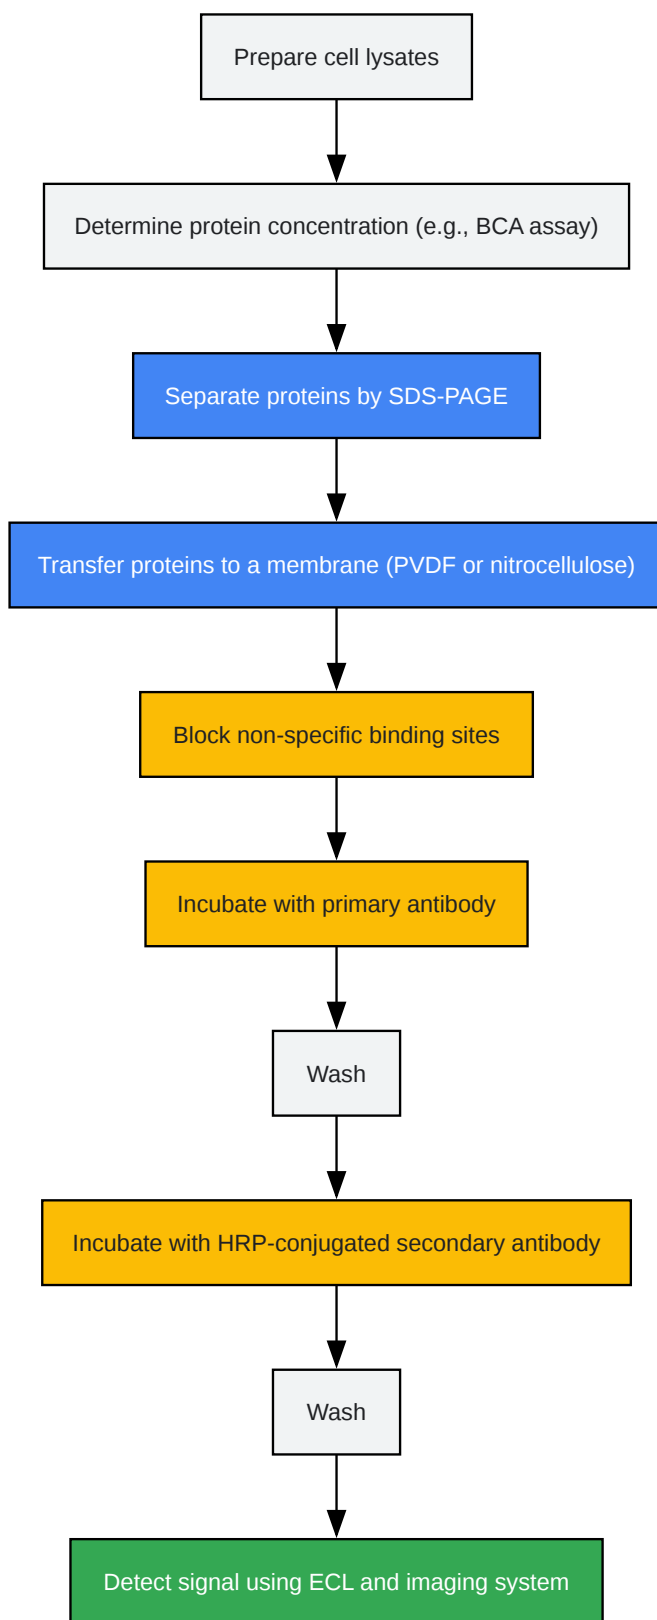 Prepare cell lysates
Determine protein concentration (e.g., BCA assay)
Separate proteins by SDS-PAGE
Transfer proteins to a membrane (PVDF or nitrocellulose)
Block non-specific binding sites
Incubate with primary antibody
Wash
Incubate with HRP-conjugated secondary antibody
Wash
Detect signal using ECL and imaging system